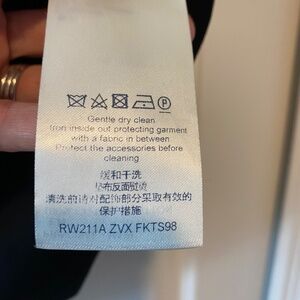 Gentle dry clean
Iron inside out protecting garment
with a fabric in between
Protect the accessories before
cleaning
缓和干洗
垫布反面熨烫
清洗前请对配饰部分采取有效的
保护措施
RW211A ZVX FKTS98